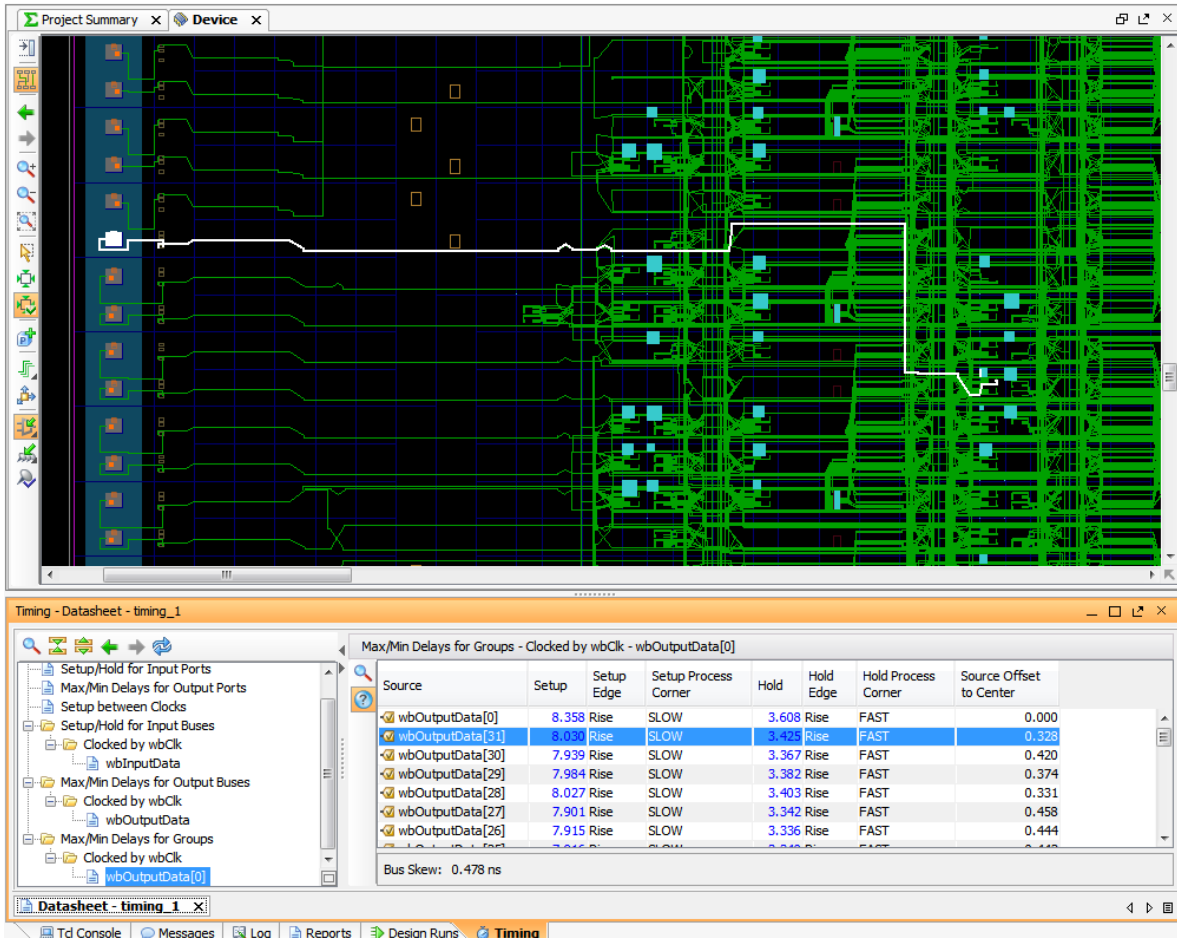 Project Summary
Device
Timing - Datasheet - timing_1
Setup/Hold for Input Ports
Max/Min Delays for Output Ports
Setup between Clocks
Setup/Hold for Input Buses
Clocked by wbClk
wbInputData
Max/Min Delays for Output Buses
Clocked by wbClk
wbOutputData
Max/Min Delays for Groups
Clocked by wbClk
wbOutputData[0]
Max/Min Delays for Groups - Clocked by wbClk - wbOutputData[0]
Source Setup Setup Edge Setup Process Corner Hold Hold Edge Hold Process Corner Source Offset to Center
wbOutputData[0] 8.358 Rise SLOW 3.608 Rise FAST 0.000
wbOutputData[31] 8.030 Rise SLOW 3.425 Rise FAST 0.328
wbOutputData[30] 7.939 Rise SLOW 3.367 Rise FAST 0.420
wbOutputData[29] 7.984 Rise SLOW 3.382 Rise FAST 0.374
wbOutputData[28] 8.027 Rise SLOW 3.403 Rise FAST 0.331
wbOutputData[27] 7.901 Rise SLOW 3.342 Rise FAST 0.458
wbOutputData[26] 7.915 Rise SLOW 3.336 Rise FAST 0.444
Bus Skew: 0.478 ns
Datasheet - timing_1
Tcl Console Messages Log Reports Design Runs Timing